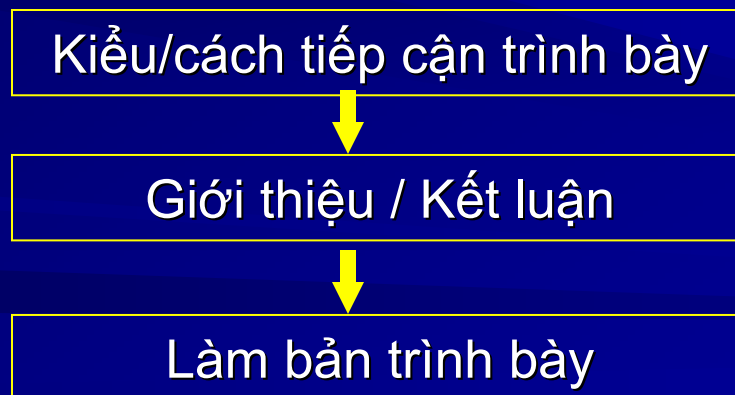 Kiểu/cách tiếp cận trình bày
Giới thiệu / Kết luận
Làm bản trình bày